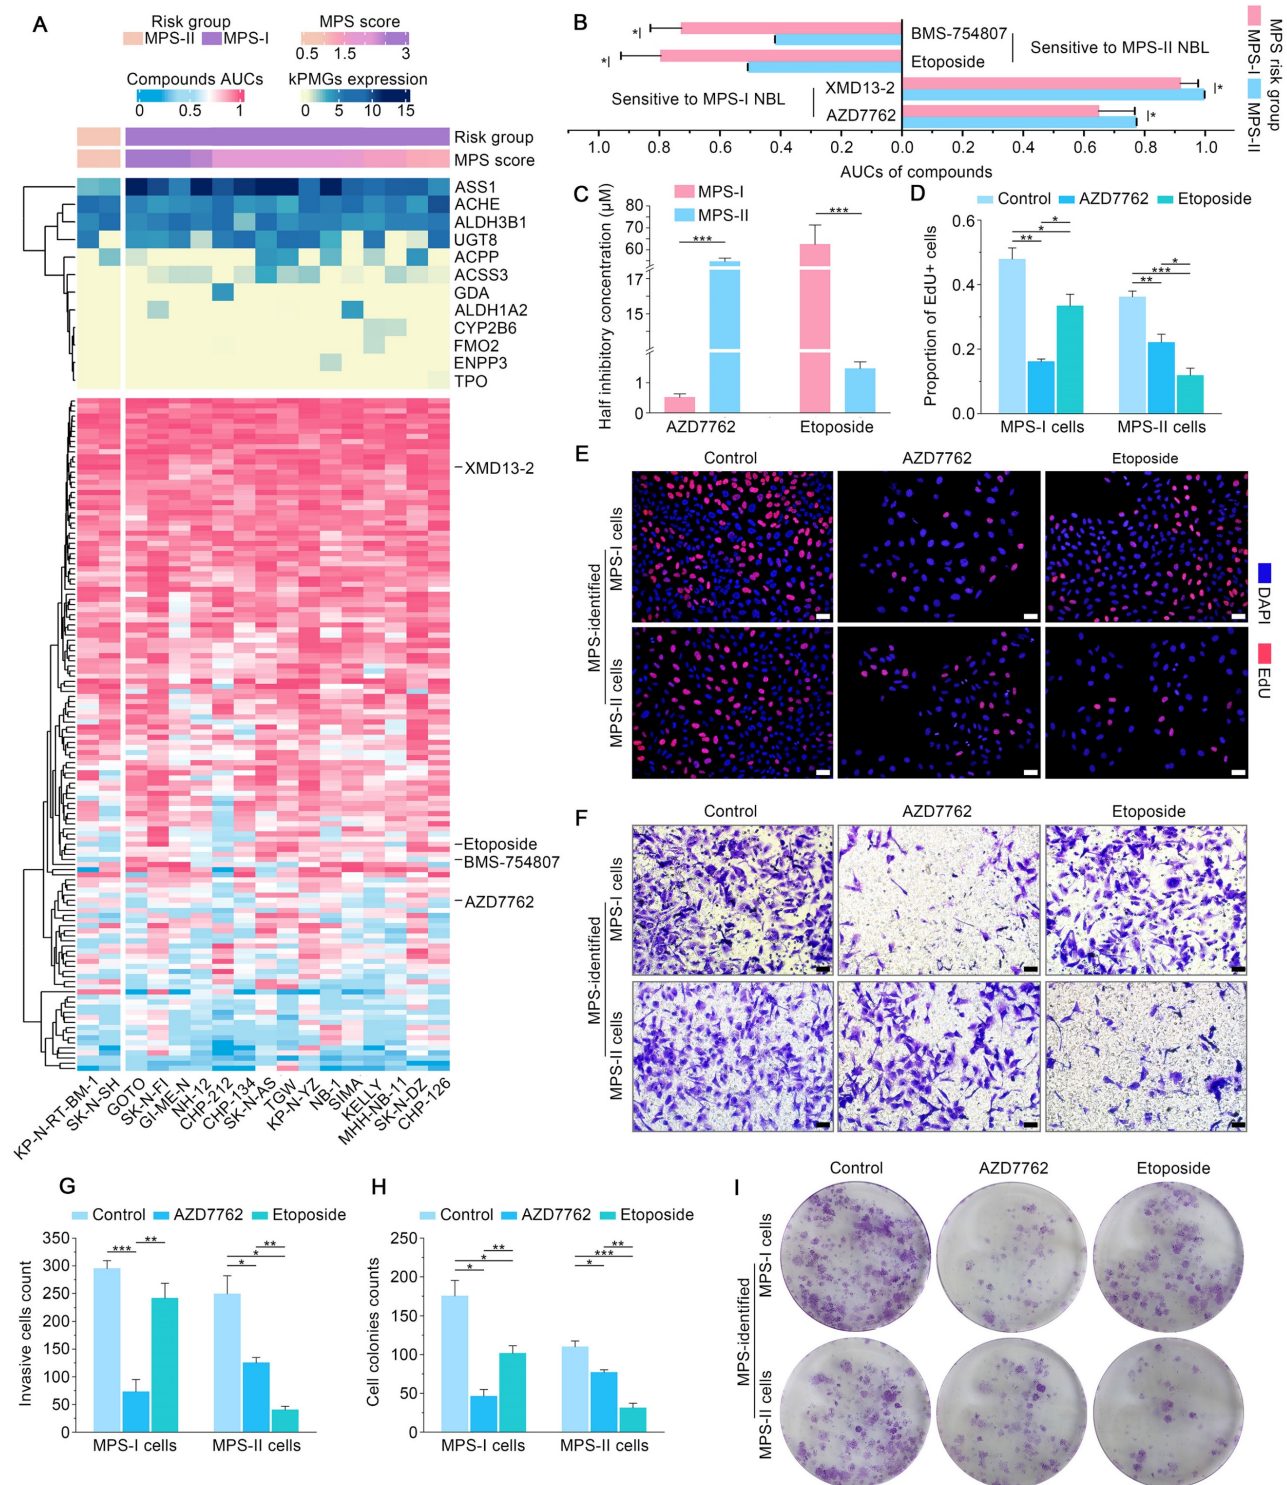 A
Risk group
MPS-II
MPS-I
MPS score
0.5 1.5 3
Compounds AUCs
0 0.5 1
kPMGs expression
0 5 10 15
Risk group
MPS score
ASS1
ACHE
ALDH3B1
UGT8
ACPP
ACSS3
GDA
ALDH1A2
CYP2B6
FMO2
ENPP3
TPO
XMD13-2
Etoposide
BMS-754807
AZD7762
KP-N-RT-BM-1
SK-N-SH
GOTO
SK-N-FI
GI-ME-N
NH-12
CHP-212
CHP-134
SK-N-AS
TGW
KP-N-YZ
NB-1
SIMA
KELLY
MHH-NB-11
SK-N-DZ
CHP-126
B
*
BMS-754807
Sensitive to MPS-II NBL
*
Etoposide
Sensitive to MPS-I NBL
XMD13-2
*
AZD7762
*
1.0 0.8 0.6 0.4 0.2 0.0 0.2 0.4 0.6 0.8 1.0
AUCs of compounds
MPS risk group
MPS-I
MPS-II
C
MPS-I
MPS-II
Half inhibitory concentration (μM)
80
70
60
17
15
1
0
***
***
AZD7762
Etoposide
D
Control
AZD7762
Etoposide
Proportion of EdU+ cells
0.6
0.4
0.2
0.0
*
*
**
*
***
**
MPS-I cells
MPS-II cells
E
Control
AZD7762
Etoposide
MPS-identified
MPS-I cells
MPS-II cells
DAPI
EdU
F
Control
AZD7762
Etoposide
MPS-identified
MPS-I cells
MPS-II cells
G
Control
AZD7762
Etoposide
Invasive cells count
350
300
250
200
150
100
50
0
***
**
**
*
*
MPS-I cells
MPS-II cells
H
Control
AZD7762
Etoposide
Cell colonies counts
250
200
150
100
50
0
**
*
*
**
***
*
MPS-I cells
MPS-II cells
I
Control
AZD7762
Etoposide
MPS-identified
MPS-I cells
MPS-II cells